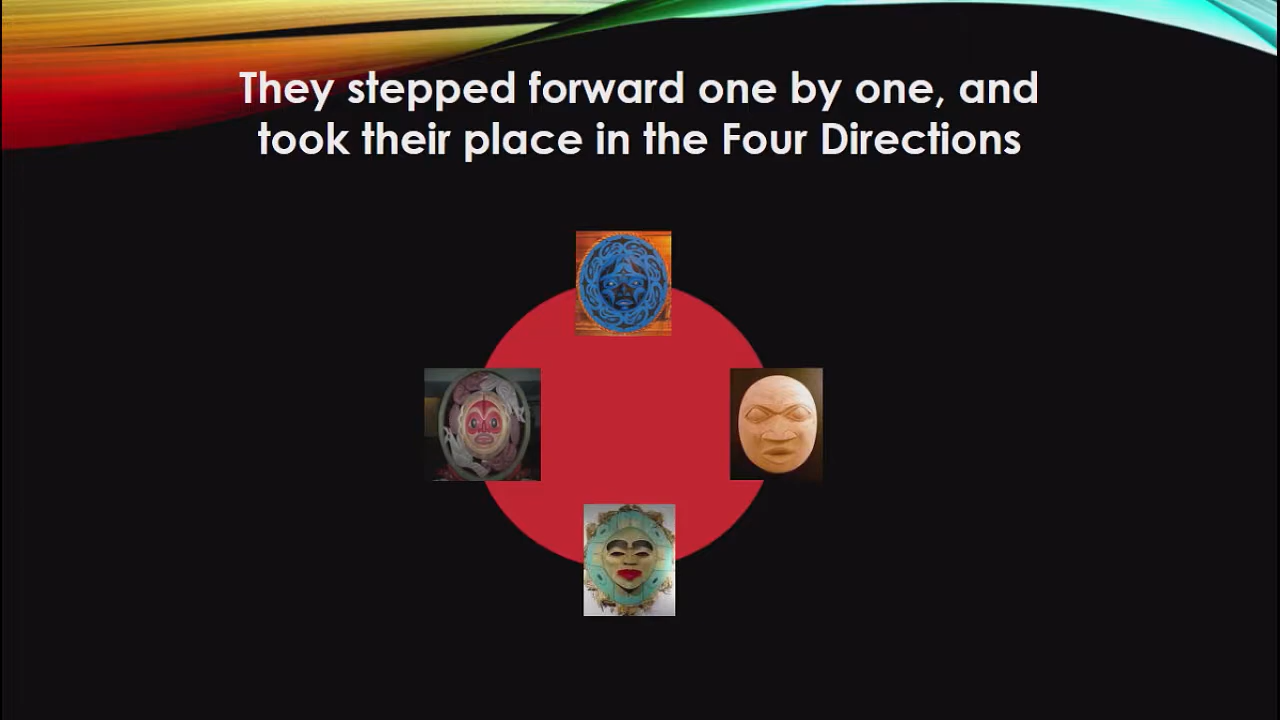 They stepped forward one by one, and
took their place in the Four Directions